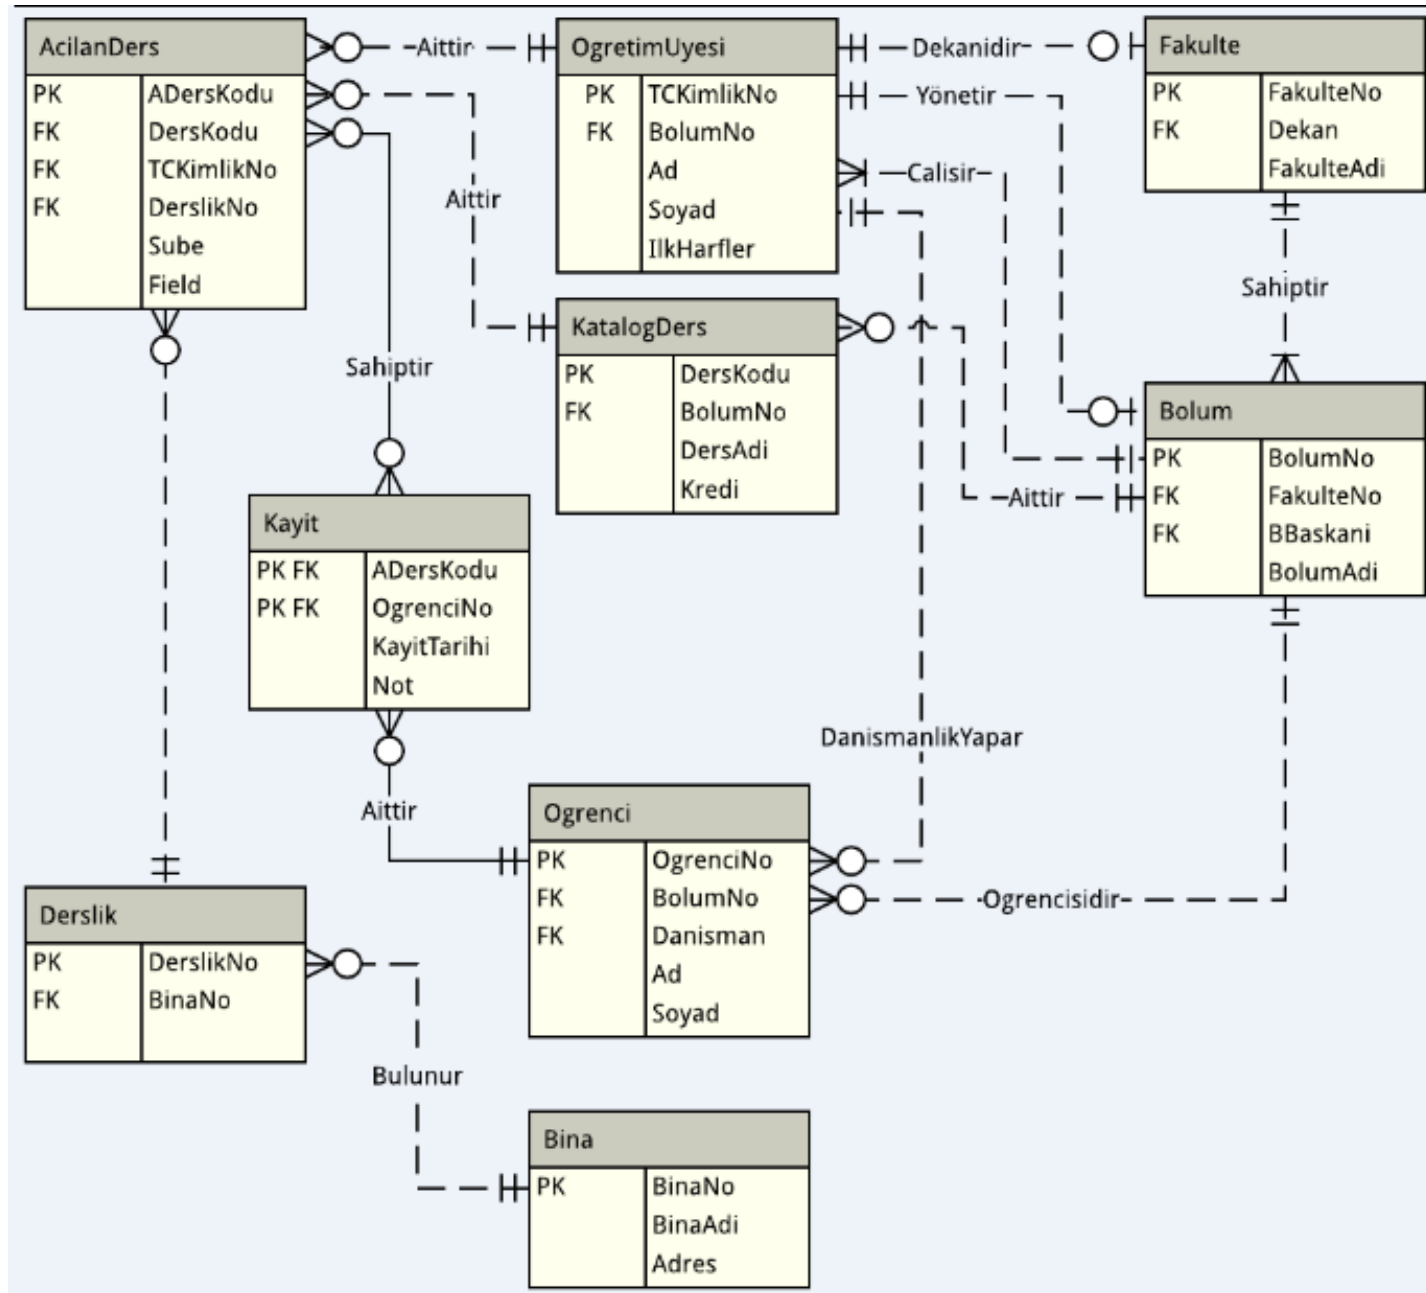 AcilanDers
PK ADersKodu
FK DersKodu
FK TCKimlikNo
FK DerslikNo
Sube
Field
Aittir
OgretimUyesi
PK TCKimlikNo
FK BolumNo
Ad
Soyad
IlkHarfler
Dekanidir
Yönetir
Calisir
Fakulte
PK FakulteNo
FK Dekan
FakulteAdi
Aittir
Sahiptir
KatalogDers
PK DersKodu
FK BolumNo
DersAdi
Kredi
Sahiptir
Bolum
PK BolumNo
FK FakulteNo
FK BBaskani
BolumAdi
Aittir
Kayit
PK FK ADersKodu
PK FK OgrenciNo
KayitTarihi
Not
DanismanlikYapar
Aittir
Ogrenci
PK OgrenciNo
FK BolumNo
FK Danisman
Ad
Soyad
Ogrencisidir
Derslik
PK DerslikNo
FK BinaNo
Bulunur
Bina
PK BinaNo
BinaAdi
Adres